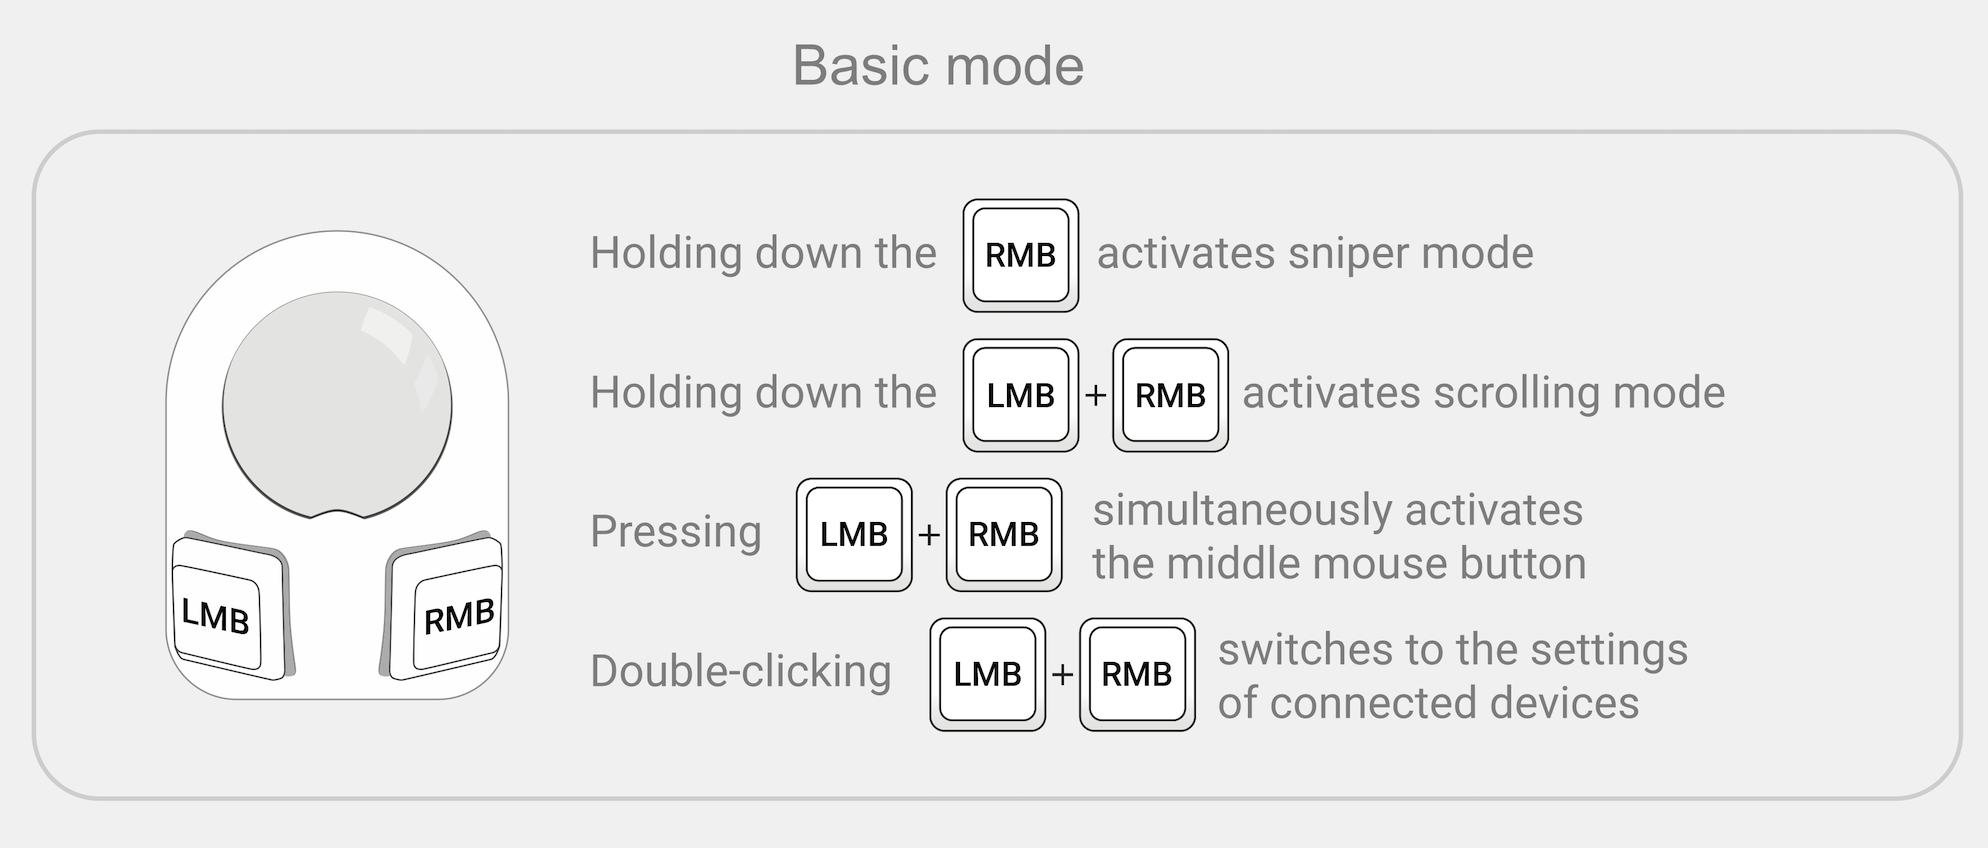 Basic mode
Holding down the RMB activates sniper mode
Holding down the LMB + RMB activates scrolling mode
Pressing LMB + RMB simultaneously activates
the middle mouse button
Double-clicking LMB + RMB switches to the settings
of connected devices
LMB
RMB